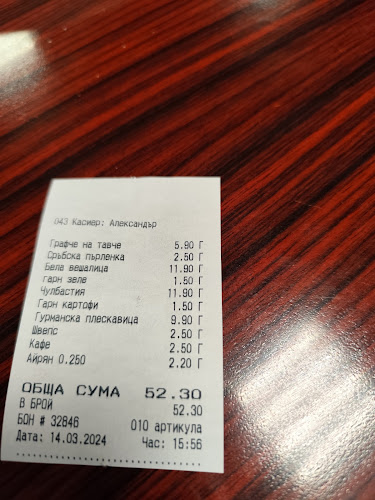 043 Касиер: Александър
Графче на тавче 5.90 Г
Сръбска пърленка 2.50 Г
Бела вешалица 11.90 Г
гарн зеле 1.50 Г
Чулбастия 11.90 Г
Гарн картофи 1.50 Г
Гурманска плескавица 9.90 Г
Швепс 2.50 Г
Кафе 2.50 Г
Айрян 0.250 2.20 Г
ОБЩА СУМА 52.30
В БРОЙ 52.30
БОН # 32846 010 артикула
Дата: 14.03.2024 Час: 15:56